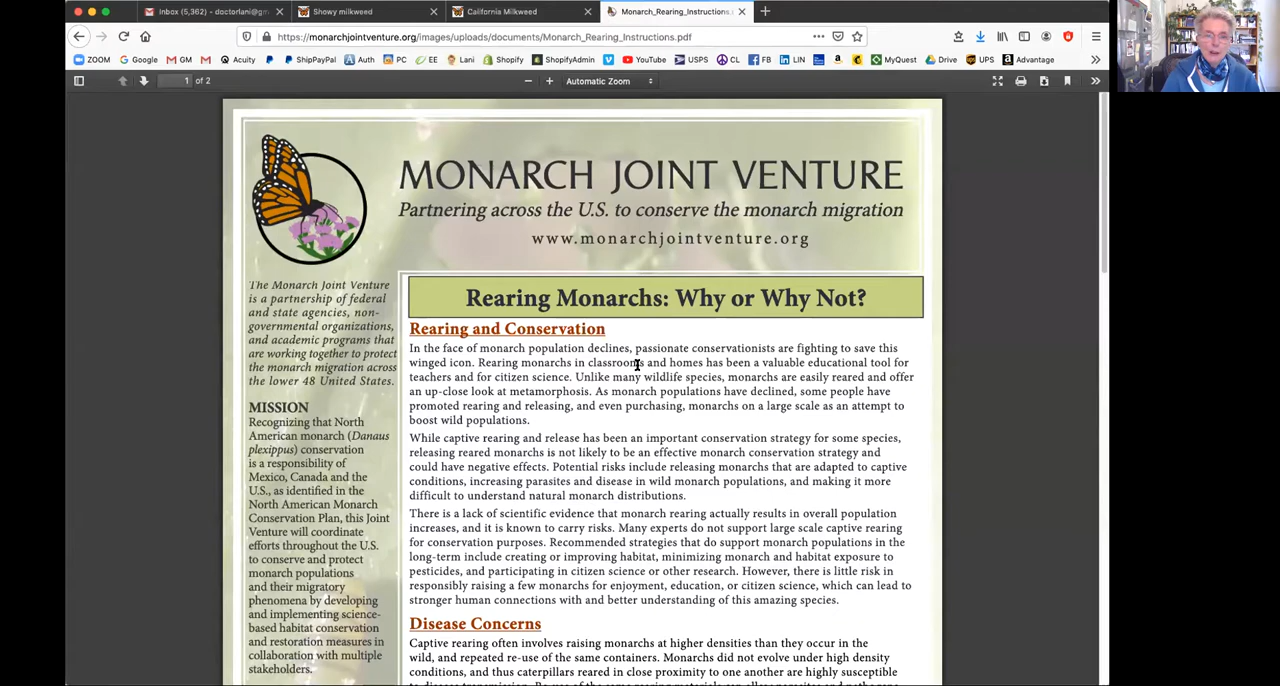 Inbox (5,362) - doctorlani@gm
Showy milkweed
California Milkweed
Monarch_Rearing_Instructions.
https://monarchjointventure.org/images/uploads/documents/Monarch_Rearing_Instructions.pdf
ZOOM Google GM M Acuity ShipPayPal Auth PC EE Lani Shopify ShopifyAdmin YouTube USPS CL FB LIN MyQuest Drive UPS Advantage
1 of 2
Automatic Zoom
MONARCH JOINT VENTURE
Partnering across the U.S. to conserve the monarch migration
www.monarchjointventure.org
The Monarch Joint Venture
is a partnership of federal
and state agencies, non-
governmental organizations,
and academic programs that
are working together to protect
the monarch migration across
the lower 48 United States.
MISSION
Recognizing that North
American monarch (Danaus
plexippus) conservation
is a responsibility of
Mexico, Canada and the
U.S., as identified in the
North American Monarch
Conservation Plan, this Joint
Venture will coordinate
efforts throughout the U.S.
to conserve and protect
monarch populations
and their migratory
phenomena by developing
and implementing science-
based habitat conservation
and restoration measures in
collaboration with multiple
stakeholders.
Rearing Monarchs: Why or Why Not?
Rearing and Conservation
In the face of monarch population declines, passionate conservationists are fighting to save this
winged icon. Rearing monarchs in classrooms and homes has been a valuable educational tool for
teachers and for citizen science. Unlike many wildlife species, monarchs are easily reared and offer
an up-close look at metamorphosis. As monarch populations have declined, some people have
promoted rearing and releasing, and even purchasing, monarchs on a large scale as an attempt to
boost wild populations.
While captive rearing and release has been an important conservation strategy for some species,
releasing reared monarchs is not likely to be an effective monarch conservation strategy and
could have negative effects. Potential risks include releasing monarchs that are adapted to captive
conditions, increasing parasites and disease in wild monarch populations, and making it more
difficult to understand natural monarch distributions.
There is a lack of scientific evidence that monarch rearing actually results in overall population
increases, and it is known to carry risks. Many experts do not support large scale captive rearing
for conservation purposes. Recommended strategies that do support monarch populations in the
long-term include creating or improving habitat, minimizing monarch and habitat exposure to
pesticides, and participating in citizen science or other research. However, there is little risk in
responsibly raising a few monarchs for enjoyment, education, or citizen science, which can lead to
stronger human connections with and better understanding of this amazing species.
Disease Concerns
Captive rearing often involves raising monarchs at higher densities than they occur in the
wild, and repeated re-use of the same containers. Monarchs did not evolve under high density
conditions, and thus caterpillars reared in close proximity to one another are highly susceptible